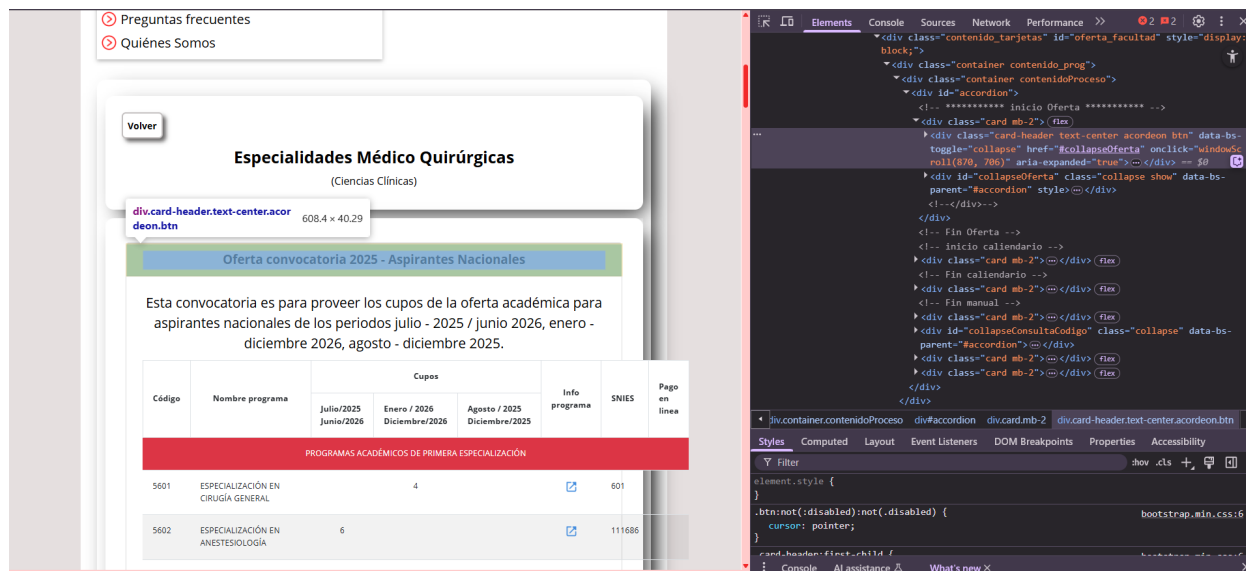 Preguntas frecuentes
Quiénes Somos
Volver
Especialidades Médico Quirúrgicas
(Ciencias Clínicas)
div.card-header.text-center.acor
deon.btn
608.4 × 40.29
Oferta convocatoria 2025 - Aspirantes Nacionales
Esta convocatoria es para proveer los cupos de la oferta académica para
aspirantes nacionales de los periodos julio - 2025 / junio 2026, enero -
diciembre 2026, agosto - diciembre 2025.
Código Nombre programa Cupos Info programa SNIES Pago en linea
Julio/2025 Junio/2026 Enero / 2026 Diciembre/2026 Agosto / 2025 Diciembre/2025
PROGRAMAS ACADÉMICOS DE PRIMERA ESPECIALIZACIÓN
5601 ESPECIALIZACIÓN EN CIRUGÍA GENERAL 4 601
5602 ESPECIALIZACIÓN EN ANESTESIOLOGÍA 6 111686
Elements Console Sources Network Performance 2 2
<div class="contenido_tarjetas" id="oferta_facultad" style="display:
block;">
<div class="container contenido_prog">
<div class="container contenidoProceso">
<div id="accordion">
<!-- *********** inicio Oferta *********** -->
<div class="card mb-2"> flex
<div class="card-header text-center acordeon btn" data-bs-
toggle="collapse" href="#collapseOferta" onclick="windowSc
roll(870, 706)" aria-expanded="true"> … </div> == $0
<div id="collapseOferta" class="collapse show" data-bs-
parent="#accordion" style> … </div>
<!--</div>-->
</div>
<!-- Fin Oferta -->
<!-- inicio caliendario -->
<div class="card mb-2"> … </div> flex
<!-- Fin caliendario -->
<div class="card mb-2"> … </div> flex
<!-- Fin manual -->
<div class="card mb-2"> … </div> flex
<div id="collapseConsultaCodigo" class="collapse" data-bs-
parent="#accordion"> … </div>
<div class="card mb-2"> … </div> flex
<div class="card mb-2"> … </div> flex
</div>
</div>
div.container.contenidoProceso div#accordion div.card.mb-2 div.card-header.text-center.acordeon.btn
Styles Computed Layout Event Listeners DOM Breakpoints Properties Accessibility
Filter :hov .cls
element.style {
}
.btn:not(:disabled):not(.disabled) { bootstrap.min.css:6
cursor: pointer;
}
.card-header:first-child { bootstrap.min.css:6
Console AI assistance What's new